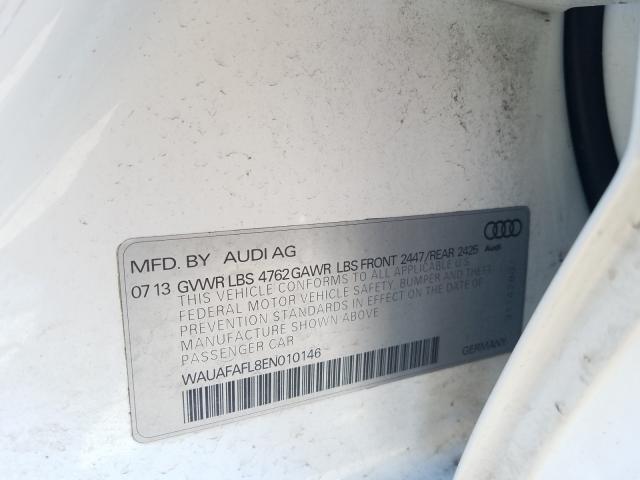 MFD. BY AUDI AG
07 13 GVWR LBS 4762 GAWR LBS FRONT 2447/REAR 2425
THIS VEHICLE CONFORMS TO ALL APPLICABLE U.S.
FEDERAL MOTOR VEHICLE SAFETY, BUMPER AND THEFT
PREVENTION STANDARDS IN EFFECT ON THE DATE OF
MANUFACTURE SHOWN ABOVE
PASSENGER CAR
WAUAFAFL8EN010146
Audi
GERMANY